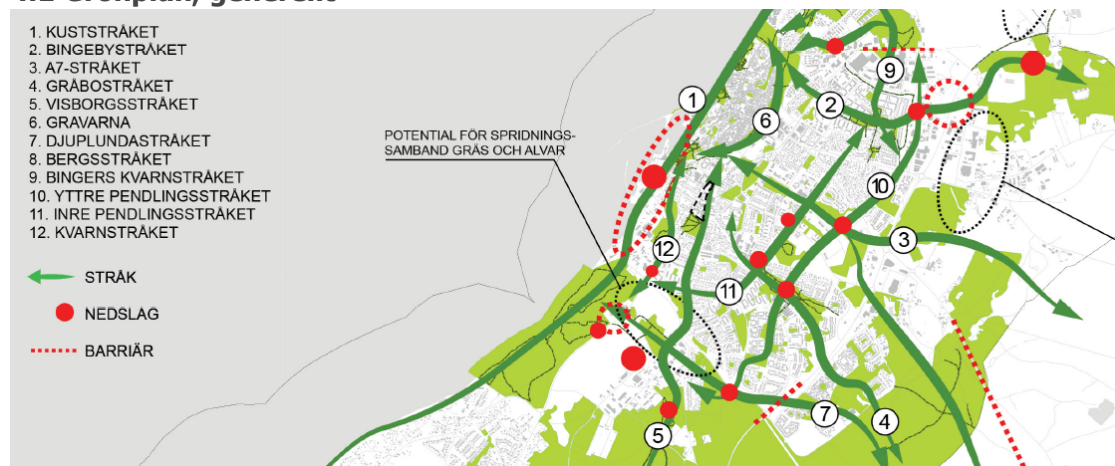 1. KUSTSTRÅKET
2. BINGEBYSTRÅKET
3. A7-STRÅKET
4. GRÅBOSTRÅKET
5. VISBORGSSTRÅKET
6. GRAVARNA
7. DJUPLUNDASTRÅKET
8. BERGSSTRÅKET
9. BINGERS KVARNSTRÅKET
10. YTTRE PENDLINGSSTRÅKET
11. INRE PENDLINGSSTRÅKET
12. KVARNSTRÅKET
STRÅK
NEDSLAG
BARRIÄR
POTENTIAL FÖR SPRIDNINGS-
SAMBAND GRÄS OCH ALVAR
1
9
2
6
10
3
12
11
7
4
5